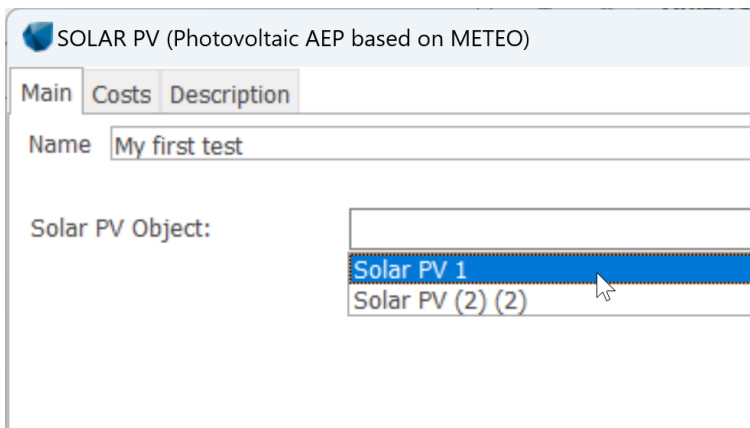 SOLAR PV (Photovoltaic AEP based on METEO)
Main Costs Description
Name My first test
Solar PV Object:
Solar PV 1
Solar PV (2) (2)